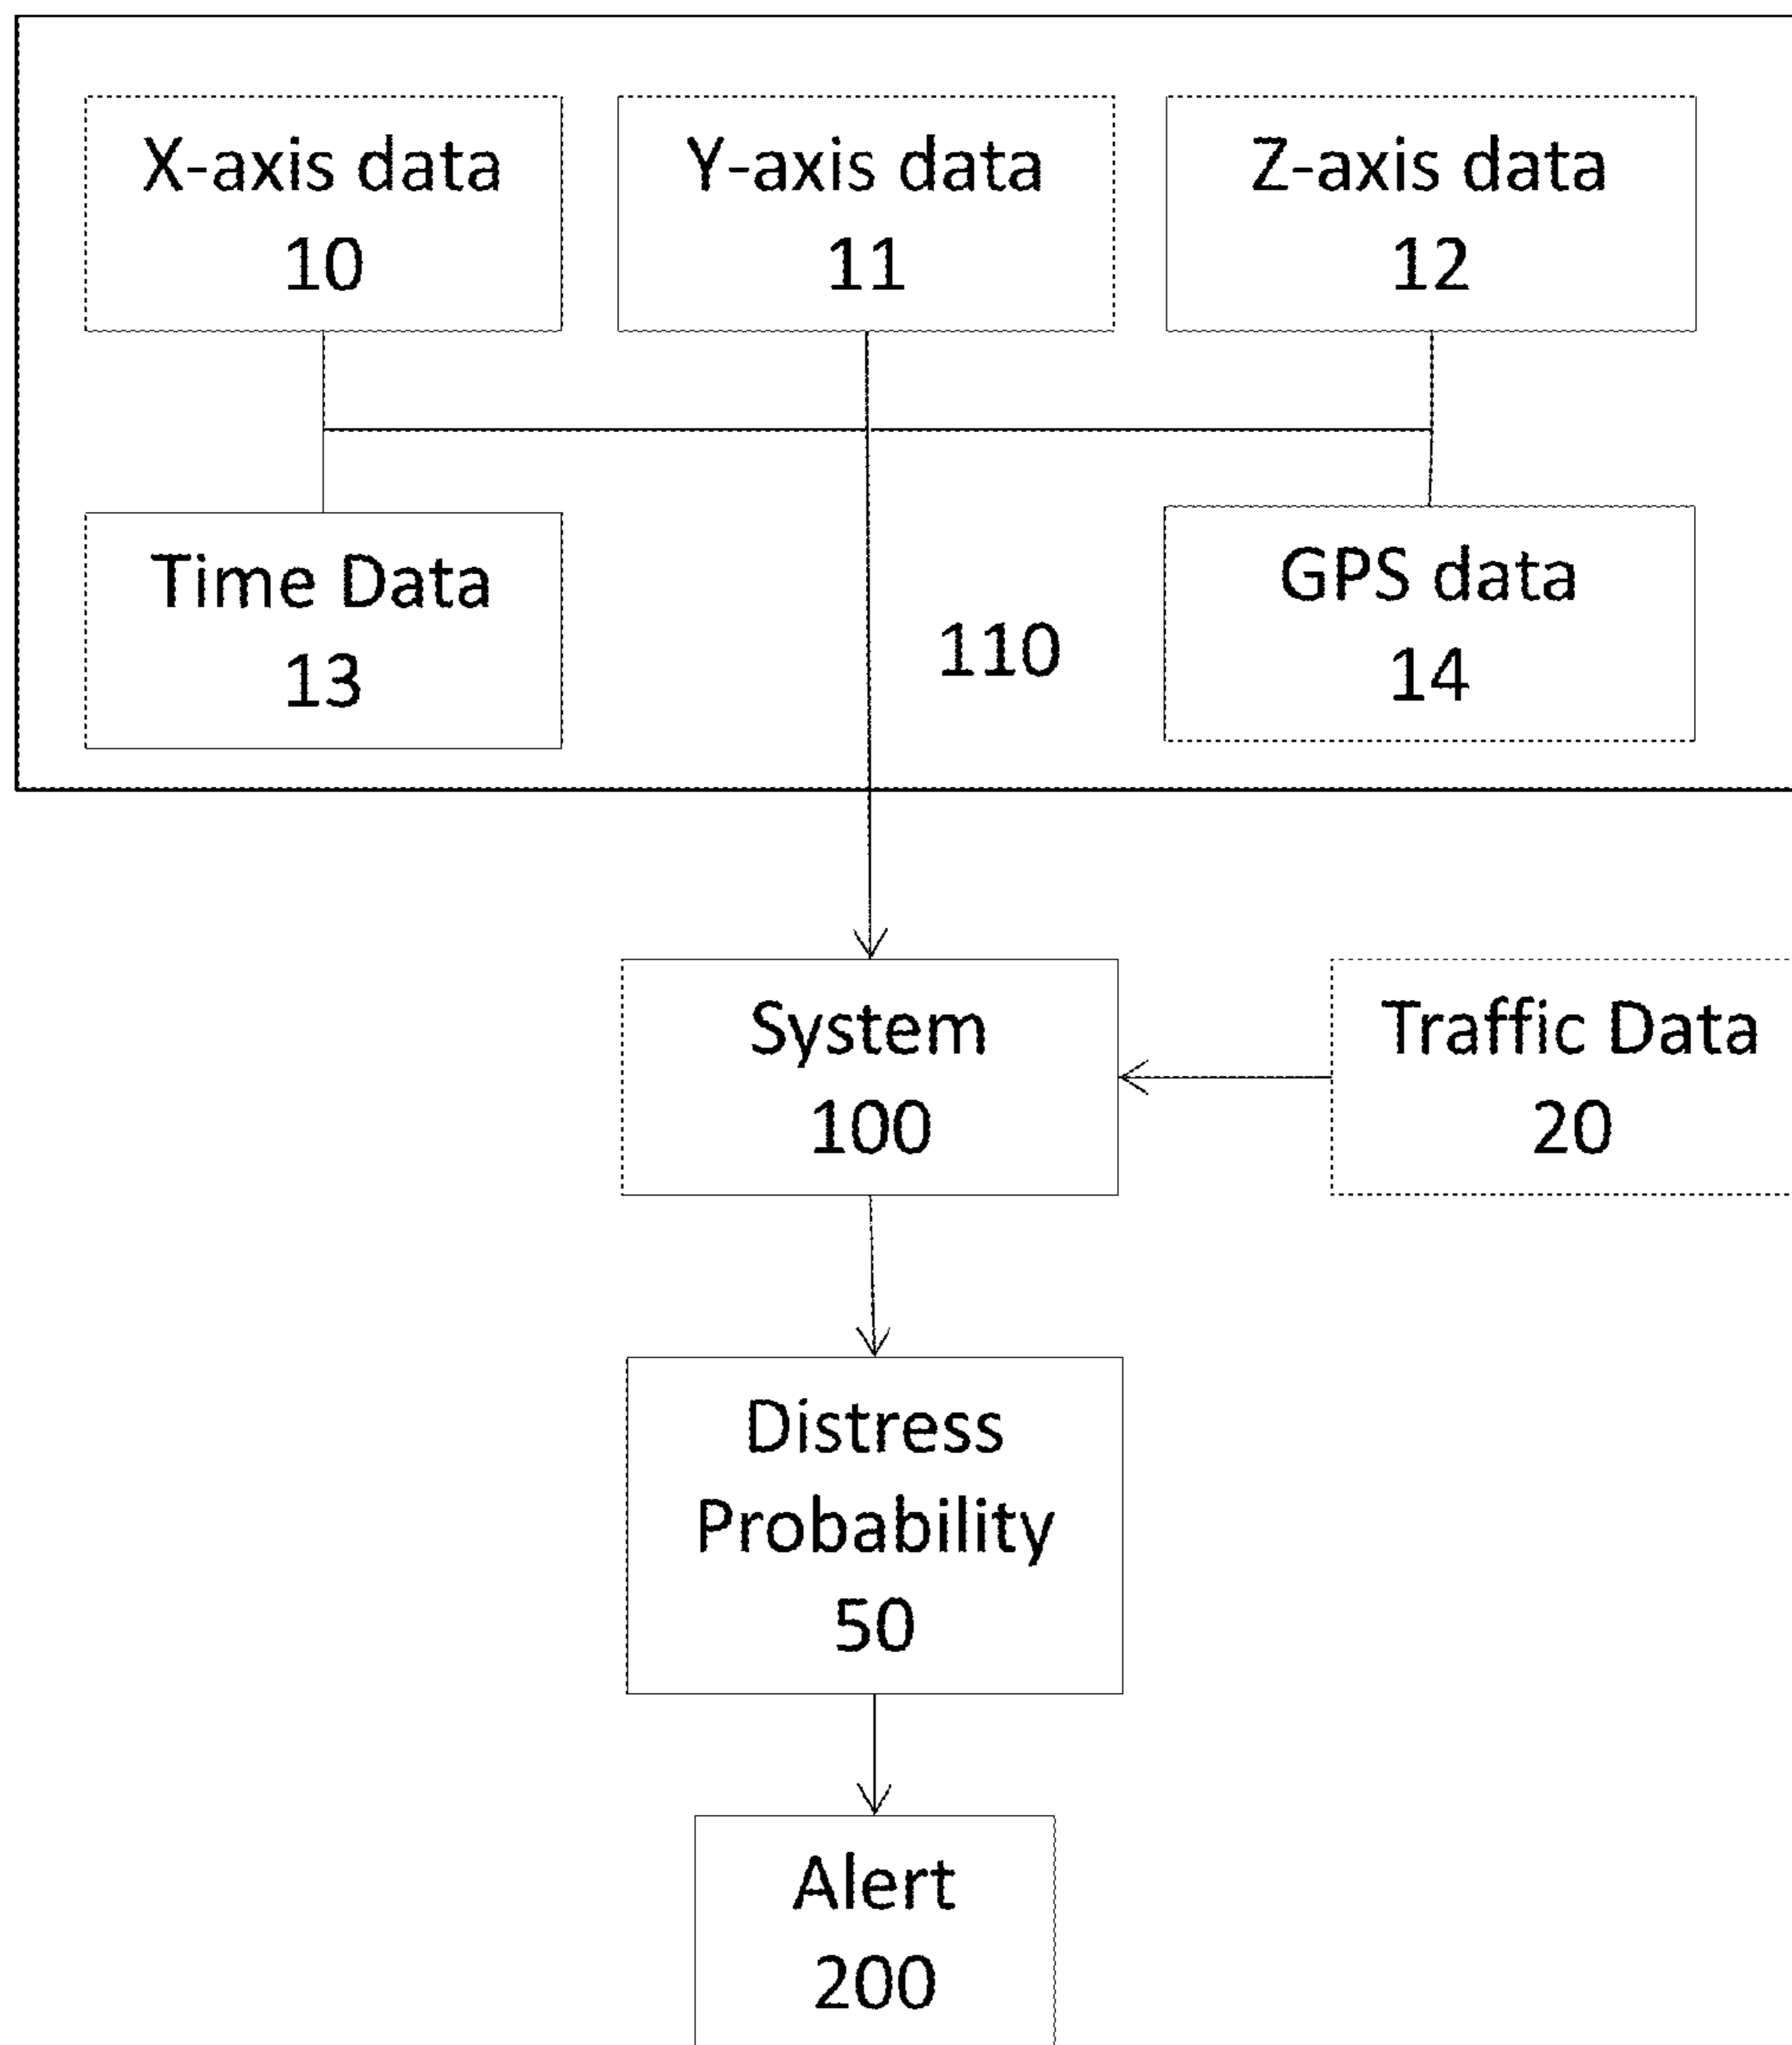 X-axis data
10
Y-axis data
11
Z-axis data
12
Time Data
13
110
GPS data
14
System
100
Traffic Data
20
Distress
Probability
50
Alert
200